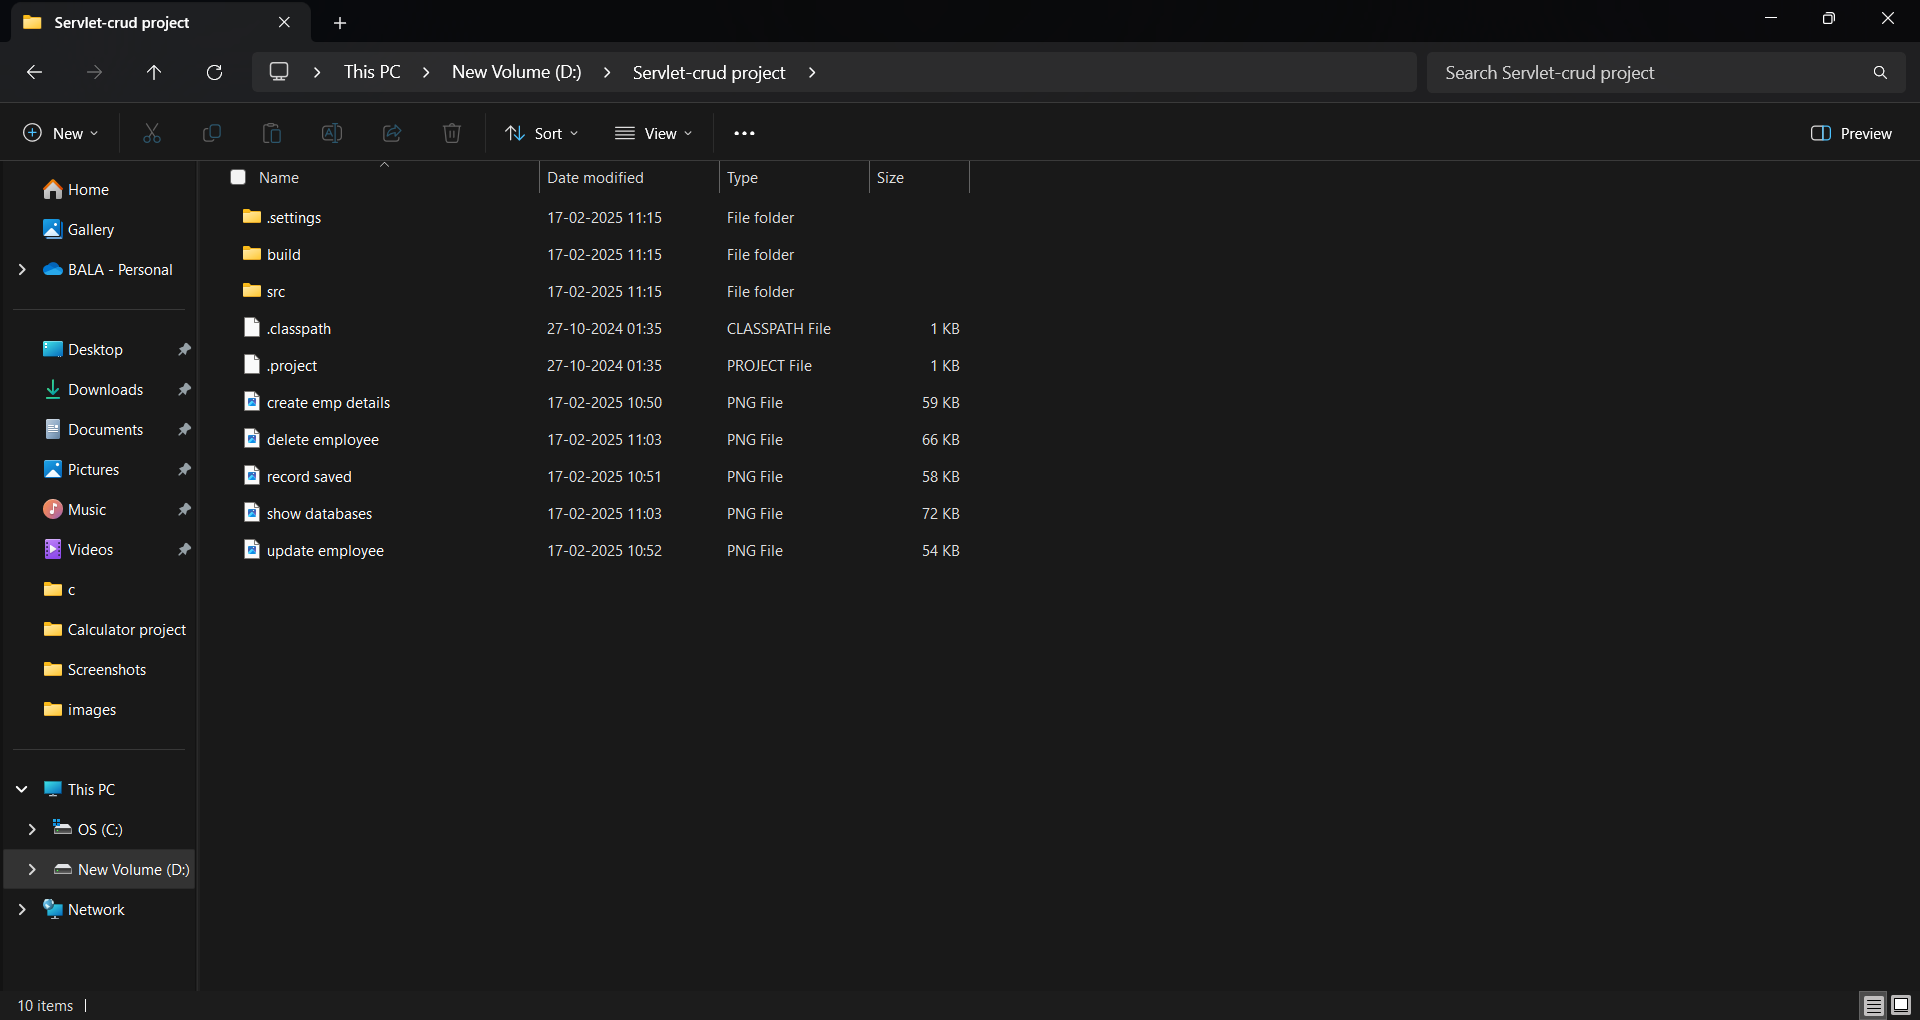 Servlet-crud project
This PC > New Volume (D:) > Servlet-crud project >
Search Servlet-crud project
New Sort View Preview
Name Date modified Type Size
Home
Gallery
BALA - Personal
Desktop
Downloads
Documents
Pictures
Music
Videos
c
Calculator project
Screenshots
images
This PC
OS (C:)
New Volume (D:)
Network
.settings 17-02-2025 11:15 File folder
build 17-02-2025 11:15 File folder
src 17-02-2025 11:15 File folder
.classpath 27-10-2024 01:35 CLASSPATH File 1 KB
.project 27-10-2024 01:35 PROJECT File 1 KB
create emp details 17-02-2025 10:50 PNG File 59 KB
delete employee 17-02-2025 11:03 PNG File 66 KB
record saved 17-02-2025 10:51 PNG File 58 KB
show databases 17-02-2025 11:03 PNG File 72 KB
update employee 17-02-2025 10:52 PNG File 54 KB
10 items